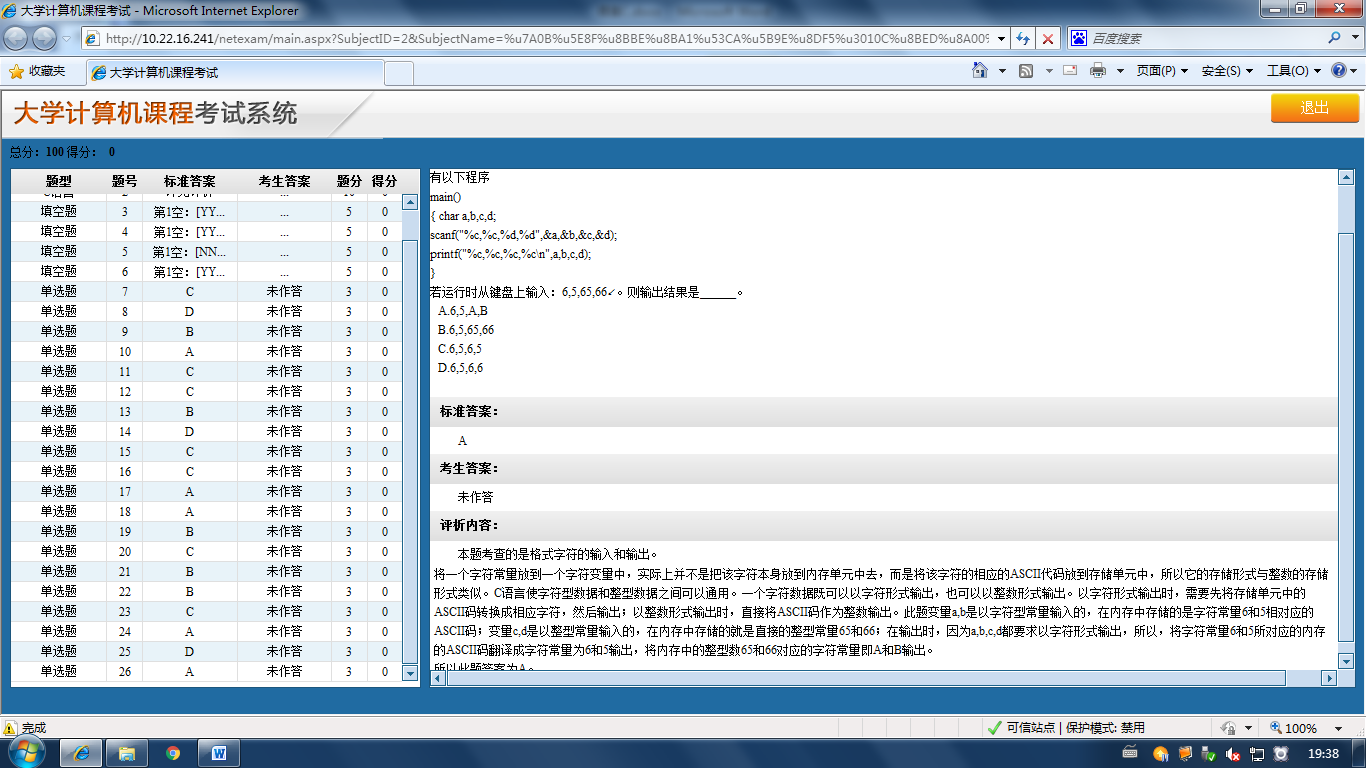 大学计算机课程考试 - Microsoft Internet Explorer
http://10.22.16.241/netexam/main.aspx?SubjectID=2&SubjectName=%u7A0B%u5E8F%u8BBE%u8BA1%u53CA%u5B9E%u8DF5%u3010C%u8BED%u8A00%
百度搜索
收藏夹
大学计算机课程考试
页面(P)
安全(S)
工具(O)
大学计算机课程考试系统
退出
总分：100 得分： 0
题型 题号 标准答案 考生答案 题分 得分
填空题 3 第1空：[YY... ... 5 0
填空题 4 第1空：[YY... ... 5 0
填空题 5 第1空：[NN... ... 5 0
填空题 6 第1空：[YY... ... 5 0
单选题 7 C 未作答 3 0
单选题 8 D 未作答 3 0
单选题 9 B 未作答 3 0
单选题 10 A 未作答 3 0
单选题 11 C 未作答 3 0
单选题 12 C 未作答 3 0
单选题 13 B 未作答 3 0
单选题 14 D 未作答 3 0
单选题 15 C 未作答 3 0
单选题 16 C 未作答 3 0
单选题 17 A 未作答 3 0
单选题 18 A 未作答 3 0
单选题 19 B 未作答 3 0
单选题 20 C 未作答 3 0
单选题 21 B 未作答 3 0
单选题 22 B 未作答 3 0
单选题 23 C 未作答 3 0
单选题 24 A 未作答 3 0
单选题 25 D 未作答 3 0
单选题 26 A 未作答 3 0
有以下程序
main()
{ char a,b,c,d;
scanf("%c,%c,%d,%d",&a,&b,&c,&d);
printf("%c,%c,%c,%c\n",a,b,c,d);
}
若运行时从键盘上输入：6,5,65,66↙。则输出结果是______。
A.6,5,A,B
B.6,5,65,66
C.6,5,6,5
D.6,5,6,6
标准答案：
A
考生答案：
未作答
评析内容：
本题考查的是格式字符的输入和输出。
将一个字符常量放到一个字符变量中，实际上并不是把该字符本身放到内存单元中去，而是将该字符的相应的ASCII代码放到存储单元中，所以它的存储形式与整数的存储
形式类似。C语言使字符型数据和整型数据之间可以通用。一个字符数据既可以以字符形式输出，也可以以整数形式输出。以字符形式输出时，需要先将存储单元中的
ASCII码转换成相应字符，然后输出；以整数形式输出时，直接将ASCII码作为整数输出。此题变量a,b是以字符型常量输入的，在内存中存储的是字符常量6和5相对应的
ASCII码；变量c,d是以整型常量输入的，在内存中存储的就是直接的整型常量65和66；在输出时，因为a,b,c,d都要求以字符形式输出，所以，将字符常量6和5所对应的内存
的ASCII码翻译成字符常量为6和5输出，将内存中的整型数65和66对应的字符常量即A和B输出。
所以此题答案为A。
完成
可信站点 | 保护模式: 禁用
100%
19:38